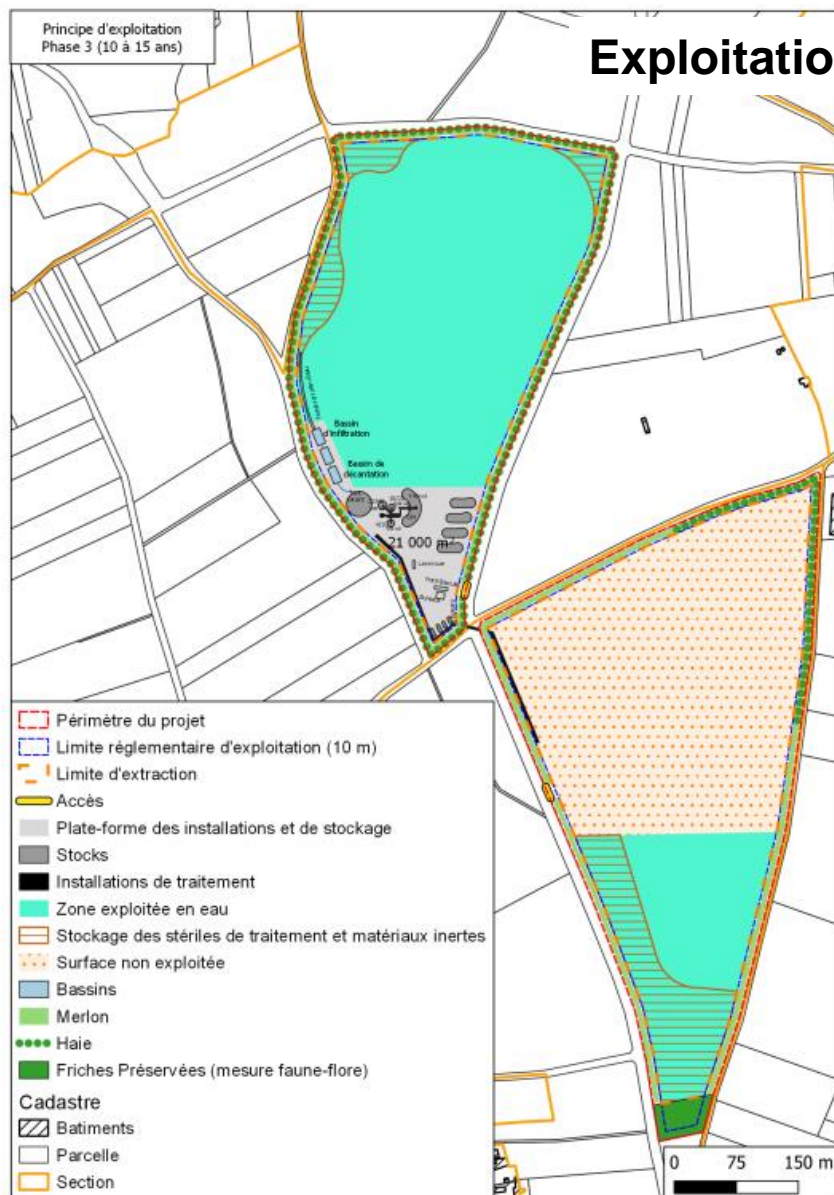 Principe d'exploitation
Phase 3 (10 à 15 ans)
Exploitatio
Bassin
d'infiltration
Bassin de
décantation
21 000 m²
Périmètre du projet
Limite réglementaire d'exploitation (10 m)
Limite d'extraction
Accès
Plate-forme des installations et de stockage
Stocks
Installations de traitement
Zone exploitée en eau
Stockage des stériles de traitement et matériaux inertes
Surface non exploitée
Bassins
Merlon
Haie
Friches Préservées (mesure faune-flore)
Cadastre
Batiments
Parcelle
Section
0 75 150 m